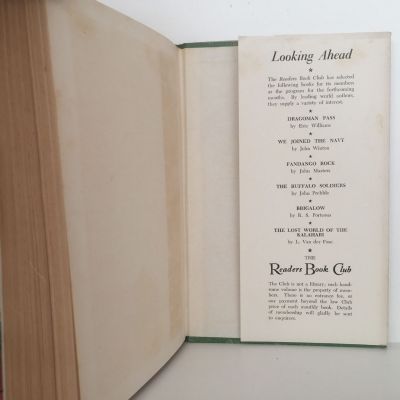 Looking Ahead
The Readers Book Club has selected
the following books for its members
as the program for the forthcoming
months. By leading world authors,
they supply a variety of interest.
DRAGOMAN PASS
by Eric Williams
WE JOINED THE NAVY
by John Winton
FANDANGO ROCK
by John Masters
THE BUFFALO SOLDIERS
by John Prebble
BRIGALOW
by R. S. Porteous
THE LOST WORLD OF THE
KALAHARI
by L. Van der Post
THE
Readers Book Club
The Club is not a library; each hand-
some volume is the property of mem-
bers. There is no entrance fee, or
any payment beyond the low Club
price of each monthly book. Details
of membership will gladly be sent
to enquirers.